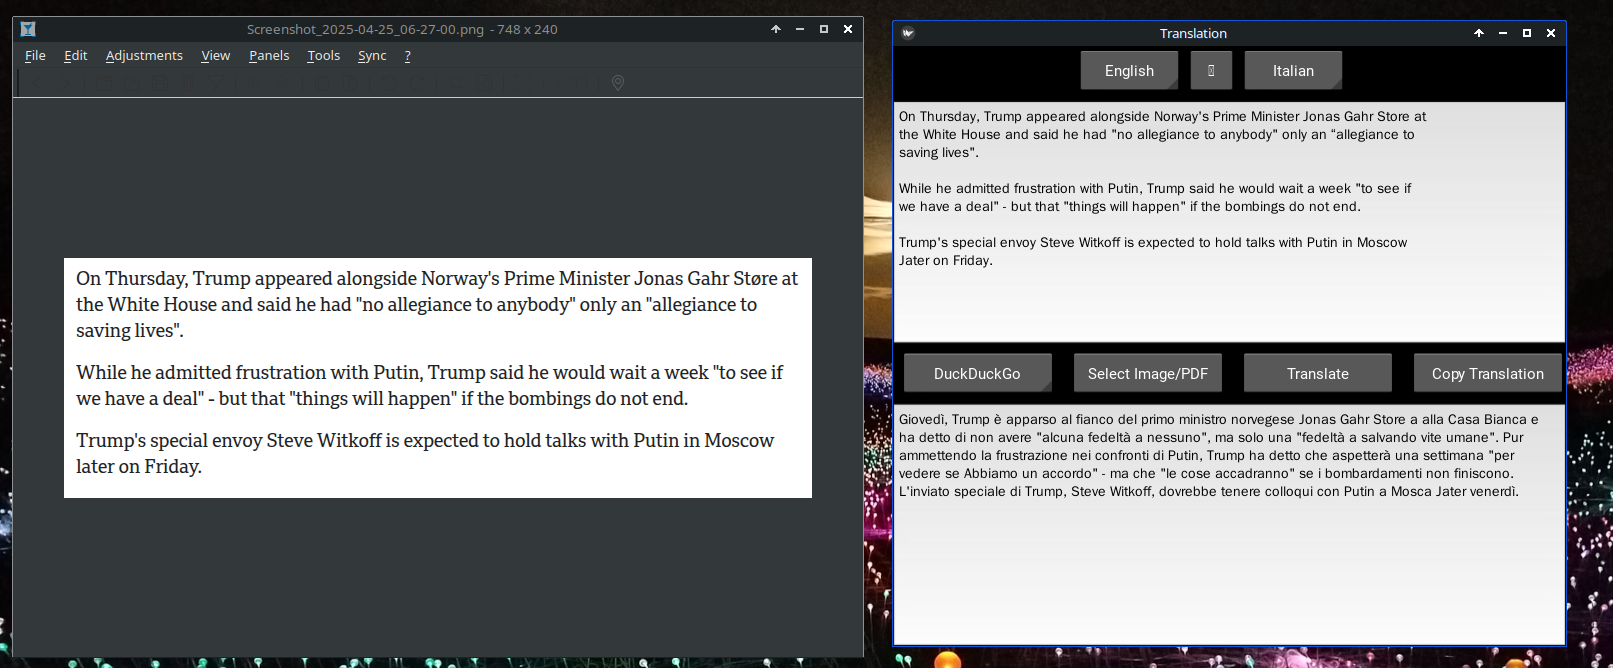 Screenshot_2025-04-25_06-27-00.png - 748 x 240
File Edit Adjustments View Panels Tools Sync ?
On Thursday, Trump appeared alongside Norway's Prime Minister Jonas Gahr Støre at
the White House and said he had "no allegiance to anybody" only an "allegiance to
saving lives".
While he admitted frustration with Putin, Trump said he would wait a week "to see if
we have a deal" - but that "things will happen" if the bombings do not end.
Trump's special envoy Steve Witkoff is expected to hold talks with Putin in Moscow
later on Friday.
Translation
English Italian
On Thursday, Trump appeared alongside Norway's Prime Minister Jonas Gahr Store at
the White House and said he had "no allegiance to anybody" only an “allegiance to
saving lives".
While he admitted frustration with Putin, Trump said he would wait a week "to see if
we have a deal" - but that "things will happen" if the bombings do not end.
Trump's special envoy Steve Witkoff is expected to hold talks with Putin in Moscow
Jater on Friday.
DuckDuckGo Select Image/PDF Translate Copy Translation
Giovedì, Trump è apparso al fianco del primo ministro norvegese Jonas Gahr Store a alla Casa Bianca e
ha detto di non avere "alcuna fedeltà a nessuno", ma solo una "fedeltà a salvando vite umane". Pur
ammettendo la frustrazione nei confronti di Putin, Trump ha detto che aspetterà una settimana "per
vedere se Abbiamo un accordo" - ma che "le cose accadranno" se i bombardamenti non finiscono.
L'inviato speciale di Trump, Steve Witkoff, dovrebbe tenere colloqui con Putin a Mosca Jater venerdì.